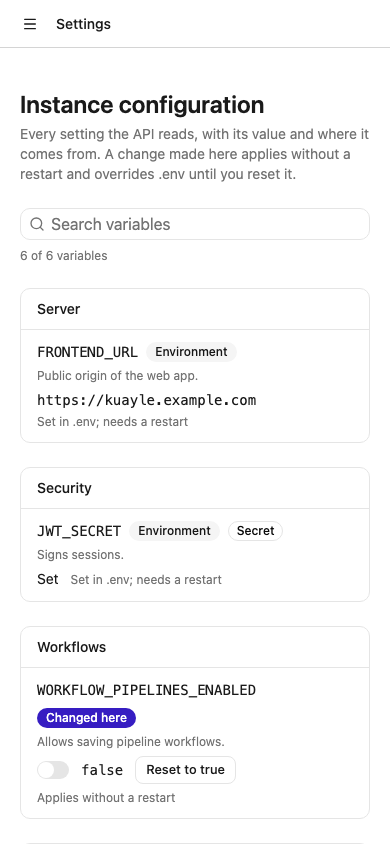 Settings
Instance configuration
Every setting the API reads, with its value and where it
comes from. A change made here applies without a
restart and overrides .env until you reset it.
Search variables
6 of 6 variables
Server
FRONTEND_URL Environment
Public origin of the web app.
https://kuayle.example.com
Set in .env; needs a restart
Security
JWT_SECRET Environment Secret
Signs sessions.
Set Set in .env; needs a restart
Workflows
WORKFLOW_PIPELINES_ENABLED
Changed here
Allows saving pipeline workflows.
false Reset to true
Applies without a restart